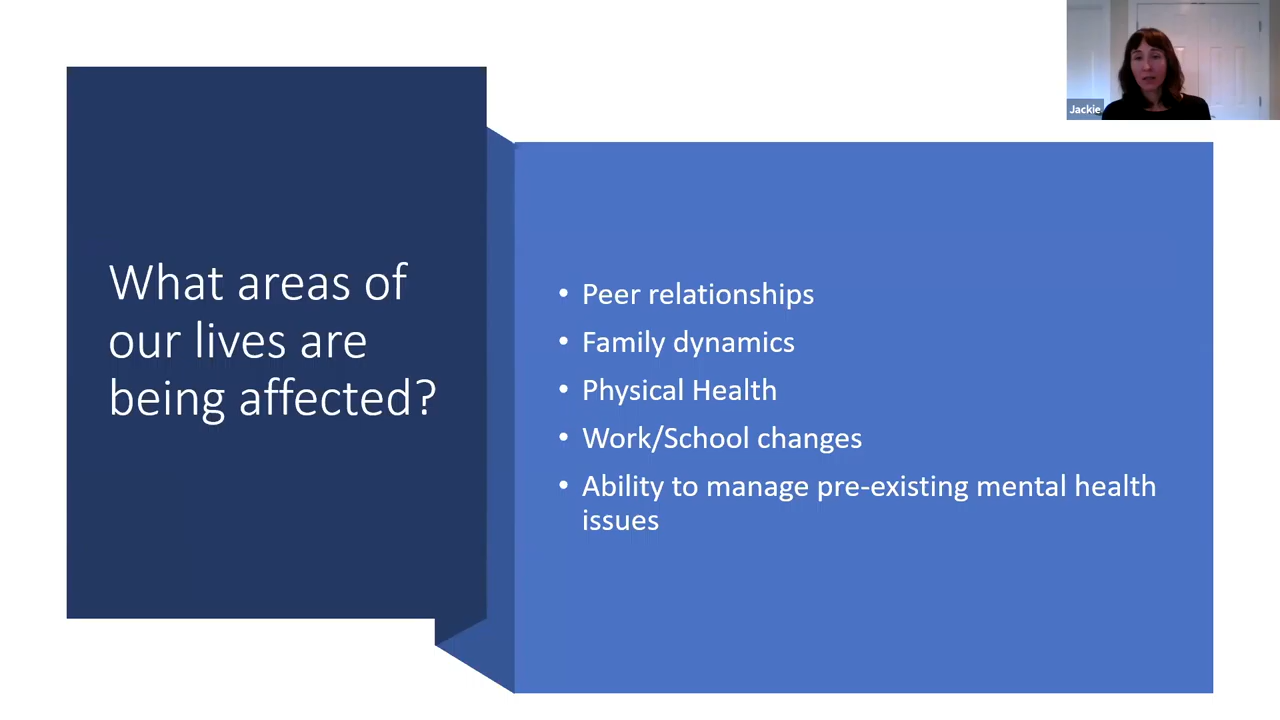 Jackie
What areas of
our lives are
being affected?
• Peer relationships
• Family dynamics
• Physical Health
• Work/School changes
• Ability to manage pre-existing mental health
issues